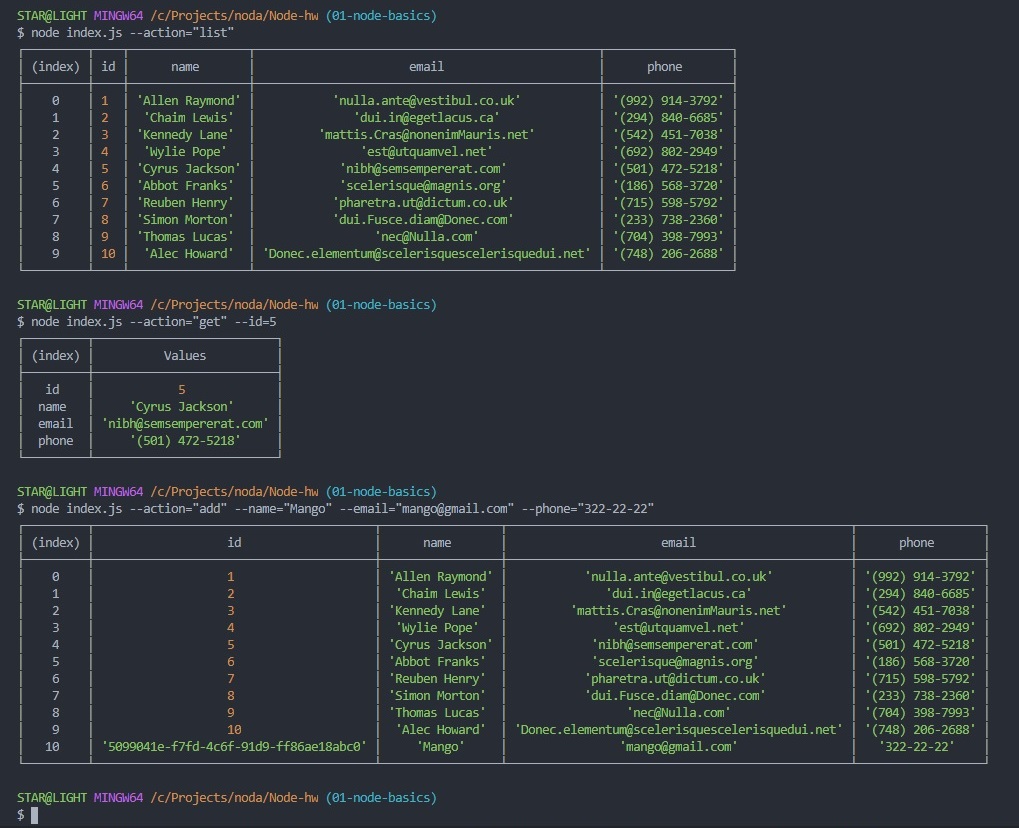 STAR@LIGHT MINGW64 /c/Projects/noda/Node-hw (01-node-basics)
$ node index.js --action="list"
(index) id name email phone
0 1 'Allen Raymond' 'nulla.ante@vestibul.co.uk' '(992) 914-3792'
1 2 'Chaim Lewis' 'dui.in@egetlacus.ca' '(294) 840-6685'
2 3 'Kennedy Lane' 'mattis.Cras@nonenimMauris.net' '(542) 451-7038'
3 4 'Wylie Pope' 'est@utquamvel.net' '(692) 802-2949'
4 5 'Cyrus Jackson' 'nibh@semsempererat.com' '(501) 472-5218'
5 6 'Abbot Franks' 'scelerisque@magnis.org' '(186) 568-3720'
6 7 'Reuben Henry' 'pharetra.ut@dictum.co.uk' '(715) 598-5792'
7 8 'Simon Morton' 'dui.Fusce.diam@Donec.com' '(233) 738-2360'
8 9 'Thomas Lucas' 'nec@Nulla.com' '(704) 398-7993'
9 10 'Alec Howard' 'Donec.elementum@scelerisquescelerisquedui.net' '(748) 206-2688'
STAR@LIGHT MINGW64 /c/Projects/noda/Node-hw (01-node-basics)
$ node index.js --action="get" --id=5
(index) Values
id 5
name 'Cyrus Jackson'
email 'nibh@semsempererat.com'
phone '(501) 472-5218'
STAR@LIGHT MINGW64 /c/Projects/noda/Node-hw (01-node-basics)
$ node index.js --action="add" --name="Mango" --email="mango@gmail.com" --phone="322-22-22"
(index) id name email phone
0 1 'Allen Raymond' 'nulla.ante@vestibul.co.uk' '(992) 914-3792'
1 2 'Chaim Lewis' 'dui.in@egetlacus.ca' '(294) 840-6685'
2 3 'Kennedy Lane' 'mattis.Cras@nonenimMauris.net' '(542) 451-7038'
3 4 'Wylie Pope' 'est@utquamvel.net' '(692) 802-2949'
4 5 'Cyrus Jackson' 'nibh@semsempererat.com' '(501) 472-5218'
5 6 'Abbot Franks' 'scelerisque@magnis.org' '(186) 568-3720'
6 7 'Reuben Henry' 'pharetra.ut@dictum.co.uk' '(715) 598-5792'
7 8 'Simon Morton' 'dui.Fusce.diam@Donec.com' '(233) 738-2360'
8 9 'Thomas Lucas' 'nec@Nulla.com' '(704) 398-7993'
9 10 'Alec Howard' 'Donec.elementum@scelerisquescelerisquedui.net' '(748) 206-2688'
10 '5099041e-f7fd-4c6f-91d9-ff86ae18abc0' 'Mango' 'mango@gmail.com' '322-22-22'
STAR@LIGHT MINGW64 /c/Projects/noda/Node-hw (01-node-basics)
$